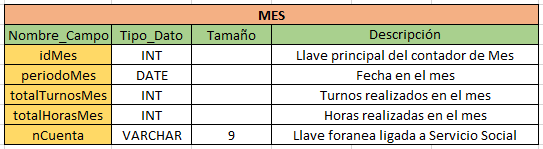 MES
Nombre_Campo Tipo_Dato Tamaño Descripción
idMes INT Llave principal del contador de Mes
periodoMes DATE Fecha en el mes
totalTurnosMes INT Turnos realizados en el mes
totalHorasMes INT Horas realizadas en el mes
nCuenta VARCHAR 9 Llave foranea ligada a Servicio Social